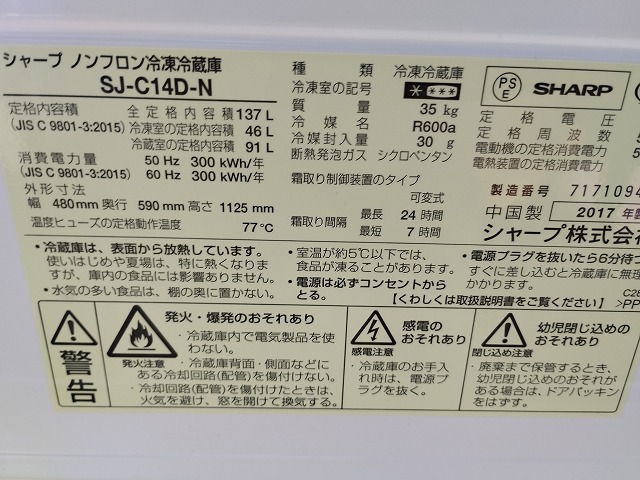 シャープ ノンフロン冷凍冷蔵庫
SJ-C14D-N
定格内容積 全定格内容積 137 L
(JIS C 9801-3:2015) 冷凍室の定格内容積 46 L
冷蔵室の定格内容積 91 L
消費電力量 50 Hz 300 kWh/年
(JIS C 9801-3:2015) 60 Hz 300 kWh/年
外形寸法
幅 480mm 奥行 590 mm 高さ 1125 mm
温度ヒューズの定格動作温度 77℃
種類 冷凍冷蔵庫
冷凍室の記号
質量 35 kg
冷媒名 R600a
冷媒封入量 30 g
断熱発泡ガス シクロペンタン
霜取り制御装置のタイプ
可変式
霜取り間隔 最長 24 時間
最短 7 時間
PS
E
SHARP
定格電圧
定格周波数
電動機の定格消費電力
電熱装置の定格消費電力
製造番号 7171094
中国製 2017 年製
シャープ株式会社
・冷蔵庫は、表面から放熱しています。
使いはじめや夏場は、特に熱くなりま
すが、庫内の食品には影響ありません。
・水気の多い食品は、棚の奥に置かない。
・室温が約5℃以下では、
食品が凍ることがあります。
・電源は必ずコンセントから
とる。 【くわしくは取扱説明書をご覧ください】
・電源プラグを抜いたら6分待つ
すぐに差し込むと冷蔵庫に無理
かかります。
>PP
警告
発火・爆発のおそれあり
発火注意
・冷蔵庫内で電気製品を使
わない。
・冷蔵庫背面・側面などに
ある冷却回路(配管)を傷付けない。
・冷却回路(配管)を傷付けたときは、
火気を避け、窓を開けて換気する。
感電の
おそれあり
感電注意
・冷蔵庫のお手入
れ時は、電源プ
ラグを抜く。
幼児閉じ込めの
おそれあり
閉じ込め注意
・廃棄まで保管するとき、
幼児閉じ込めのおそれが
ある場合は、ドアパッキン
をはずす。